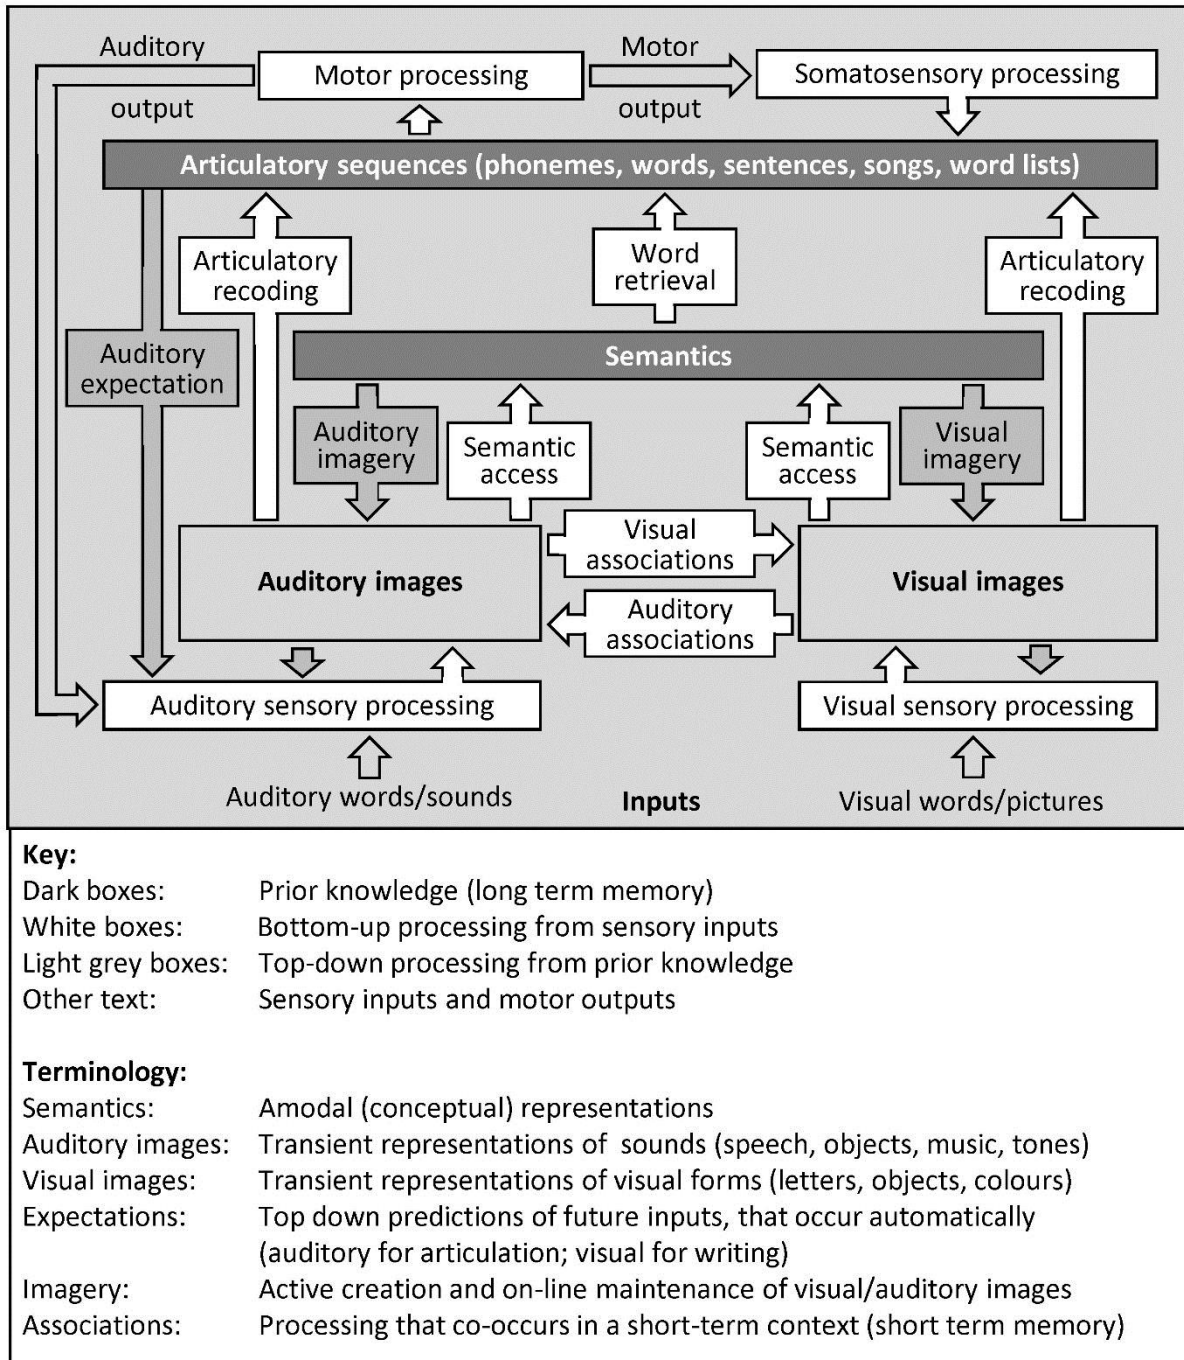 Auditory
output
Motor processing
Motor
output
Somatosensory processing
Articulatory sequences (phonemes, words, sentences, songs, word lists)
Articulatory
recoding
Word
retrieval
Articulatory
recoding
Auditory
expectation
Semantics
Auditory
imagery
Semantic
access
Semantic
access
Visual
imagery
Auditory images
Visual
associations
Auditory
associations
Visual images
Auditory sensory processing
Visual sensory processing
Auditory words/sounds
Inputs
Visual words/pictures
Key:
Dark boxes: Prior knowledge (long term memory)
White boxes: Bottom-up processing from sensory inputs
Light grey boxes: Top-down processing from prior knowledge
Other text: Sensory inputs and motor outputs
Terminology:
Semantics: Amodal (conceptual) representations
Auditory images: Transient representations of sounds (speech, objects, music, tones)
Visual images: Transient representations of visual forms (letters, objects, colours)
Expectations: Top down predictions of future inputs, that occur automatically
(auditory for articulation; visual for writing)
Imagery: Active creation and on-line maintenance of visual/auditory images
Associations: Processing that co-occurs in a short-term context (short term memory)